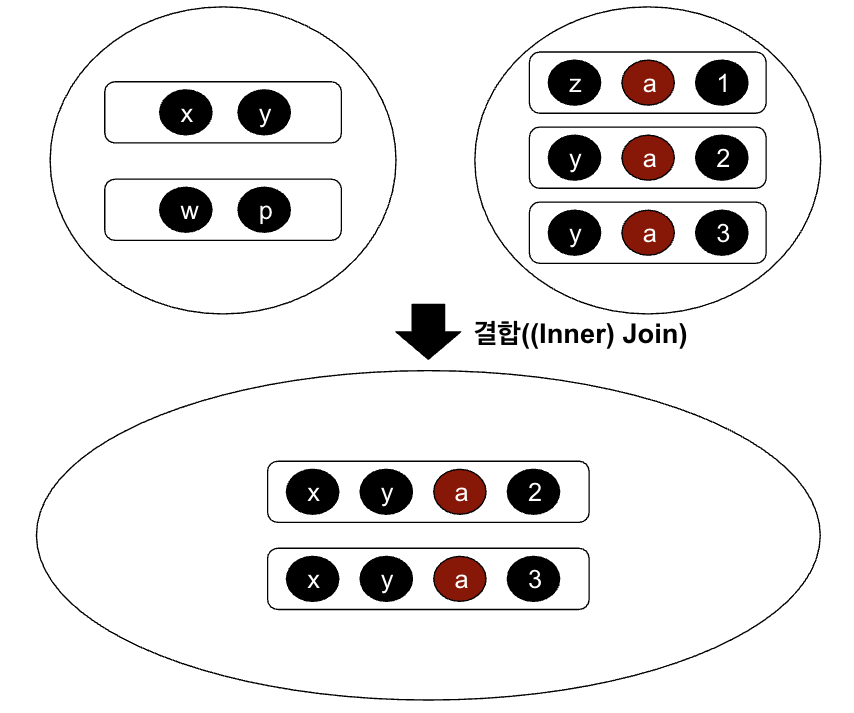 x y
w p
z a 1
y a 2
y a 3
결합((Inner) Join)
x y a 2
x y a 3